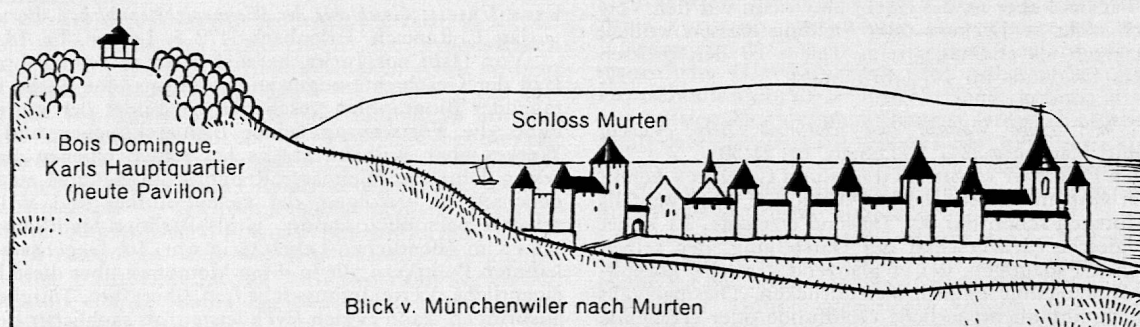 Schloss Murten
Bois Domingue,
Karls Hauptquartier
(heute Pavillon)
Blick v. Münchenwiler nach Murten